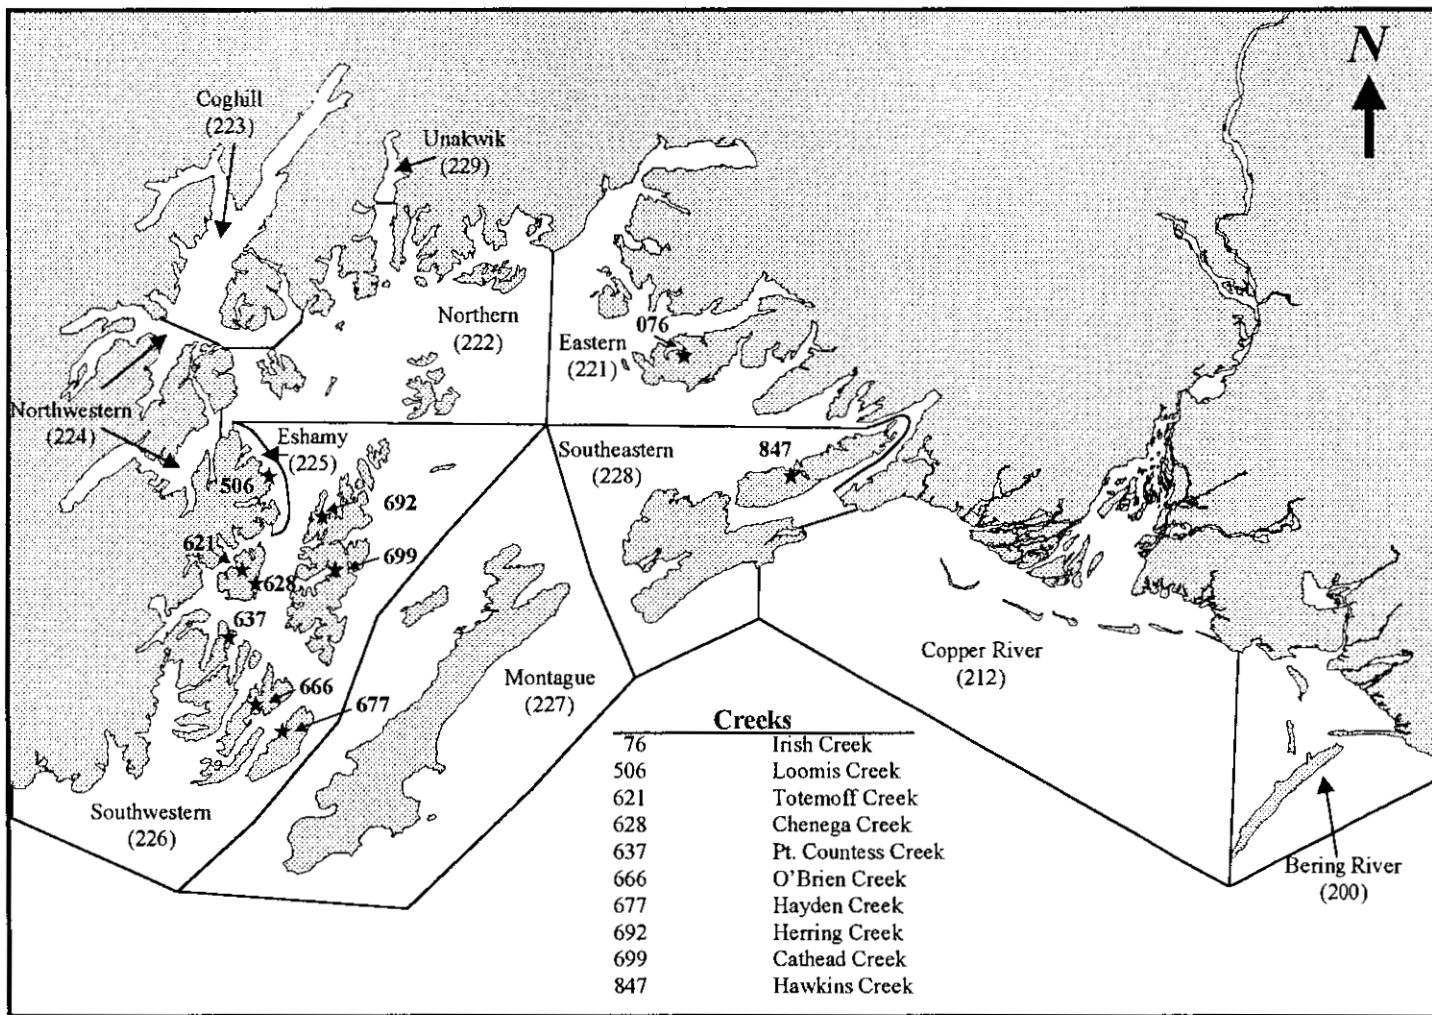 N
Coghill
(223)
Unakwik
(229)
Northern
(222)
076
Eastern
(221)
Northwestern
(224)
Eshamy
(225)
Southeastern
(228)
847
506
692
621
699
628
637
Copper River
(212)
666
Montague
(227)
677
Southwestern
(226)
Bering River
(200)
Creeks
76 Irish Creek
506 Loomis Creek
621 Totemoff Creek
628 Chenega Creek
637 Pt. Countess Creek
666 O'Brien Creek
677 Hayden Creek
692 Herring Creek
699 Cathead Creek
847 Hawkins Creek